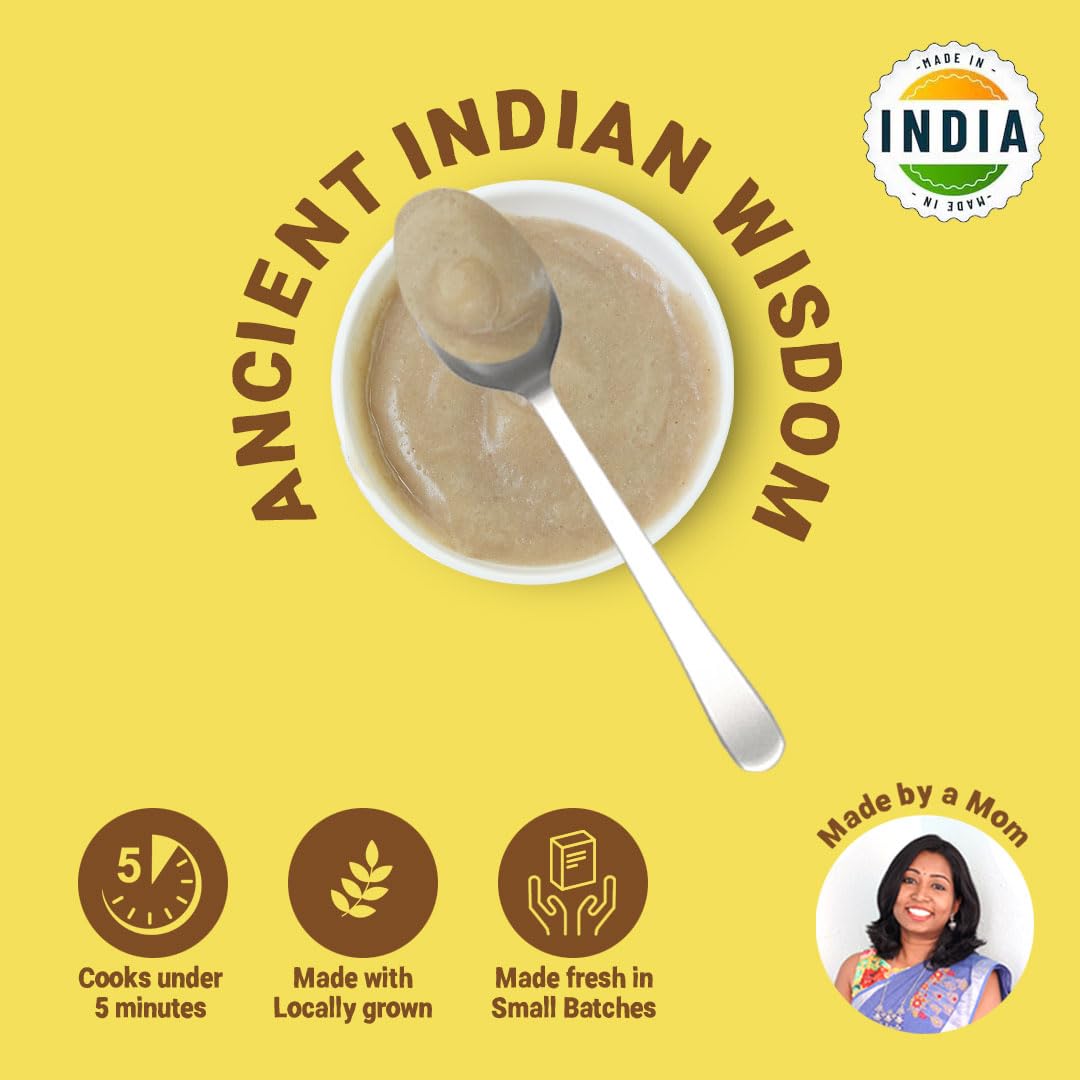 -MADE IN-
INDIA
-MADE IN-
ANCIENT INDIAN WISDOM
5
Cooks under
5 minutes
Made with
Locally grown
Made fresh in
Small Batches
Made by a Mom